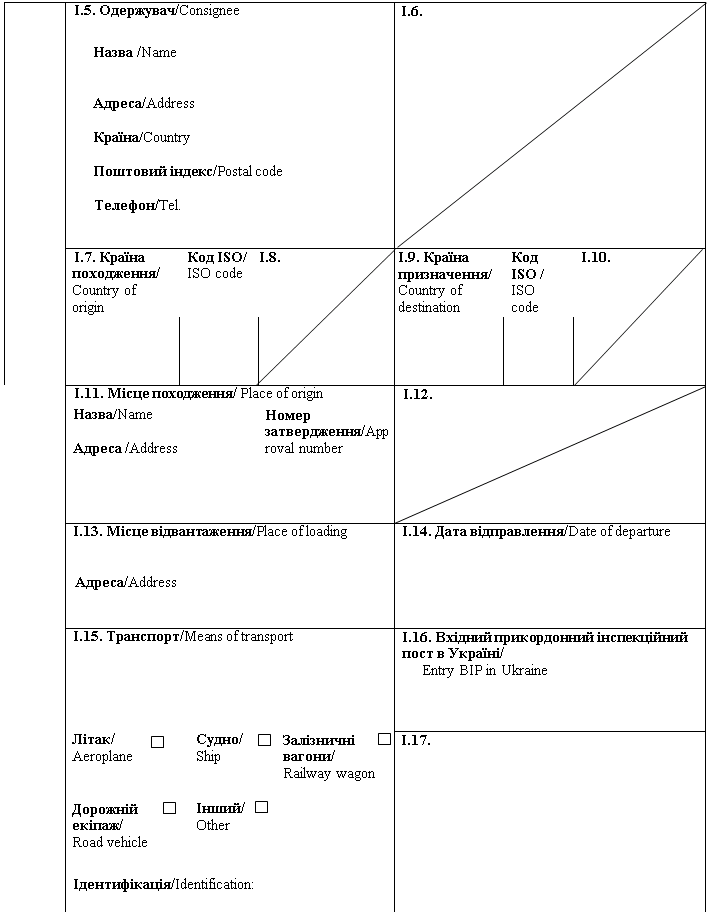 I.5. Одержувач/Consignee
Назва /Name
Адреса/Address
Країна/Country
Поштовий індекс/Postal code
Телефон/Tel.
I.6.
I.7. Країна
походження/
Country of
origin
Код ISO/
ISO code
I.8.
I.9. Країна
призначення/
Country of
destination
Код
ISO /
ISO
code
I.10.
I.11. Місце походження/ Place of origin
Назва/Name
Адреса /Address
Номер
затвердження/App
roval number
I.12.
I.13. Місце відвантаження/Place of loading
Адреса/Address
I.14. Дата відправлення/Date of departure
I.15. Транспорт/Means of transport
Літак/
Aeroplane
Судно/
Ship
Залізничні
вагони/
Railway wagon
Дорожній
екіпаж/
Road vehicle
Інший/
Other
Ідентифікація/Identification:
I.16. Вхідний прикордонний інспекційний
пост в Україні/
Entry BIP in Ukraine
I.17.